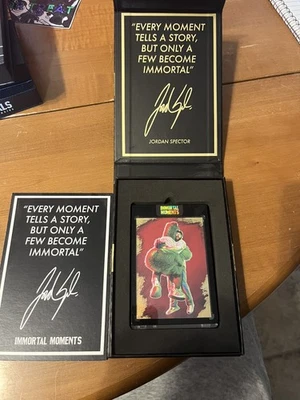 "EVERY MOMENT
TELLS A STORY,
BUT ONLY A
FEW BECOME
IMMORTAL"
JORDAN SPECTOR
"EVERY MOMENT
TELLS A STORY,
BUT ONLY A
FEW BECOME
IMMORTAL"
IMMORTAL MOMENTS
IMMORTAL
MOMENTS